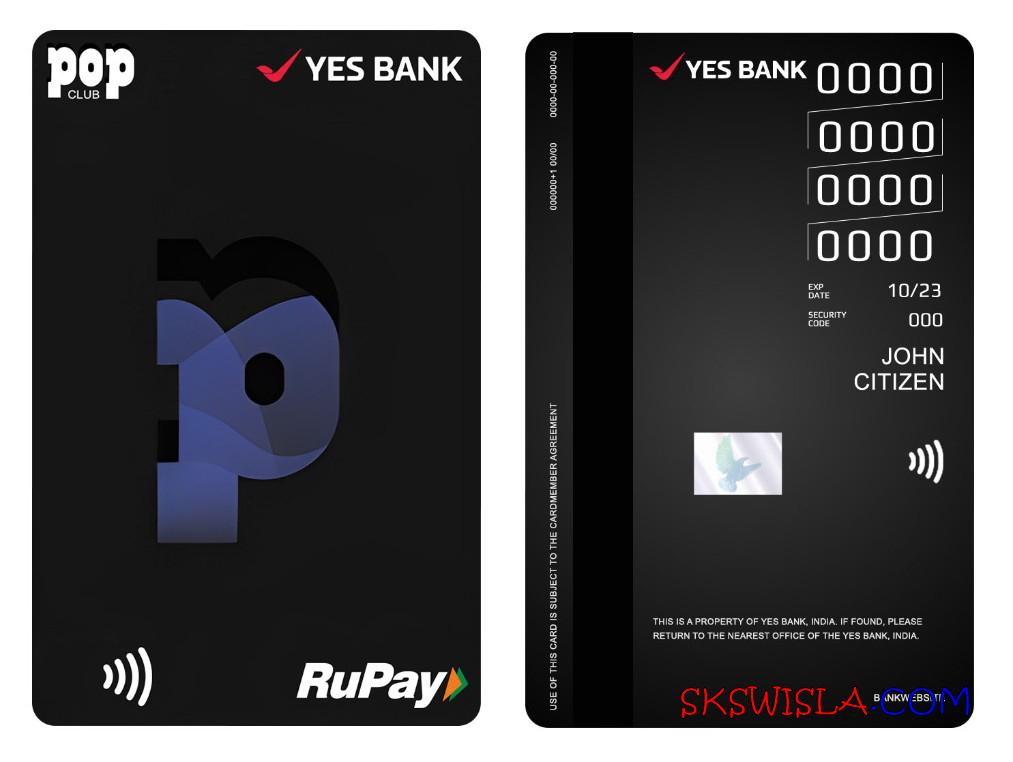 pop
CLUB
YES BANK
RuPay
0000-00-000-00
000000+1 00/00
USE OF THIS CARD IS SUBJECT TO THE CARDMEMBER AGREEMENT
YES BANK
0000
0000
0000
0000
EXP
DATE
10/23
SECURITY
CODE
000
JOHN
CITIZEN
THIS IS A PROPERTY OF YES BANK, INDIA. IF FOUND, PLEASE
RETURN TO THE NEAREST OFFICE OF THE YES BANK, INDIA.
SKSWISLA.COM